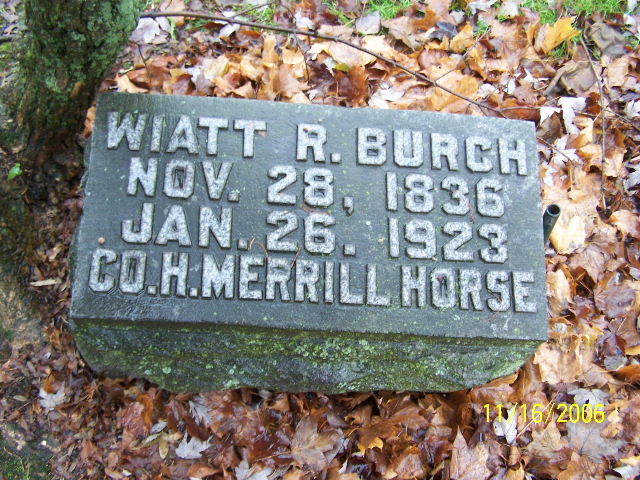 WIATT R. BURCH
NOV. 28, 1836
JAN. 26. 1923
CO.H.MERRILL HORSE
11/16/2006